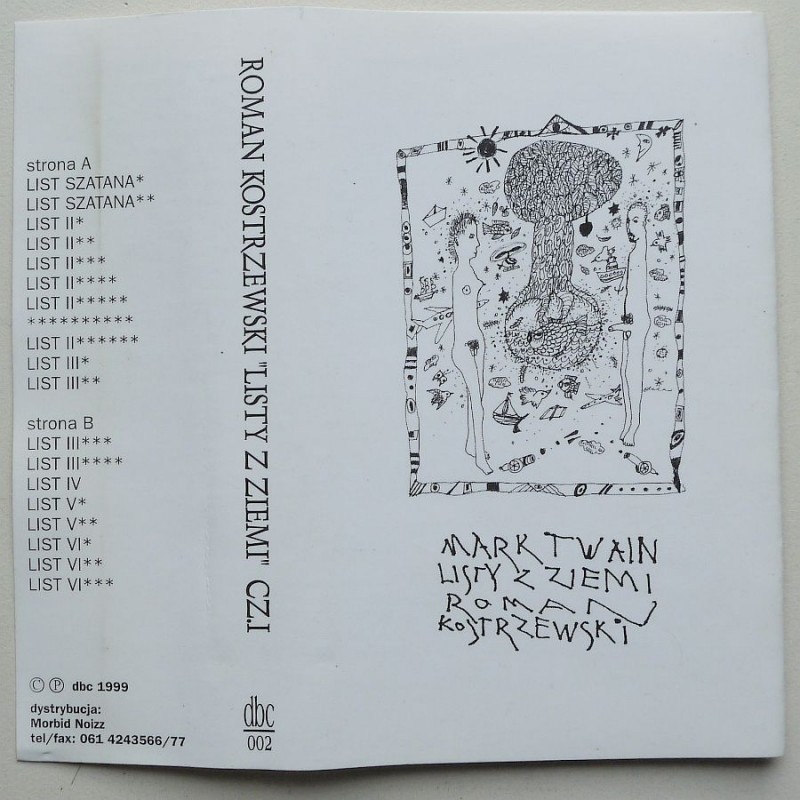 strona A
LIST SZATANA*
LIST SZATANA**
LIST II*
LIST II**
LIST II***
LIST II****
LIST II*****
**********
LIST II******
LIST III*
LIST III**
strona B
LIST III***
LIST III****
LIST IV
LIST V*
LIST V**
LIST VI*
LIST VI**
LIST VI***
© ℗ dbc 1999
dystrybucja:
Morbid Noizz
tel/fax: 061 4243566/77
ROMAN KOSTRZEWSKI "LISTY Z ZIEMI" CZ.I
dbc
002
MARK TWAIN
LISTY Z ZIEMI
ROMAN
KOSTRZEWSKI